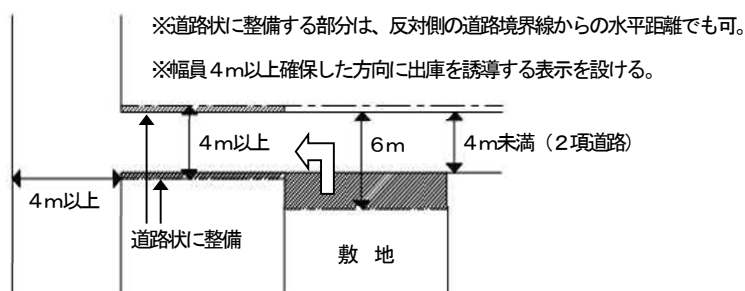 ※道路状に整備する部分は、反対側の道路境界線からの水平距離でも可。
※幅員４ｍ以上確保した方向に出庫を誘導する表示を設ける。
４ｍ以上
６ｍ
４ｍ未満（２項道路）
４ｍ以上
道路状に整備
敷 地